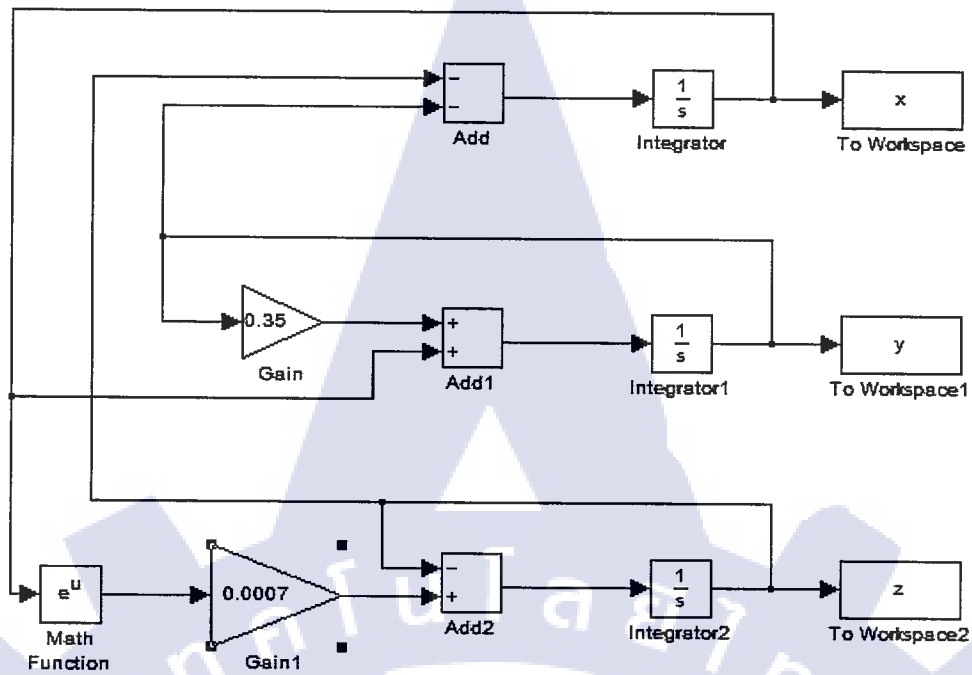 −
−
Add
1
s
Integrator
x
To Workspace
0.35
Gain
+
+
Add1
1
s
Integrator1
y
To Workspace1
e^u
Math
Function
0.0007
Gain1
−
+
Add2
1
s
Integrator2
z
To Workspace2